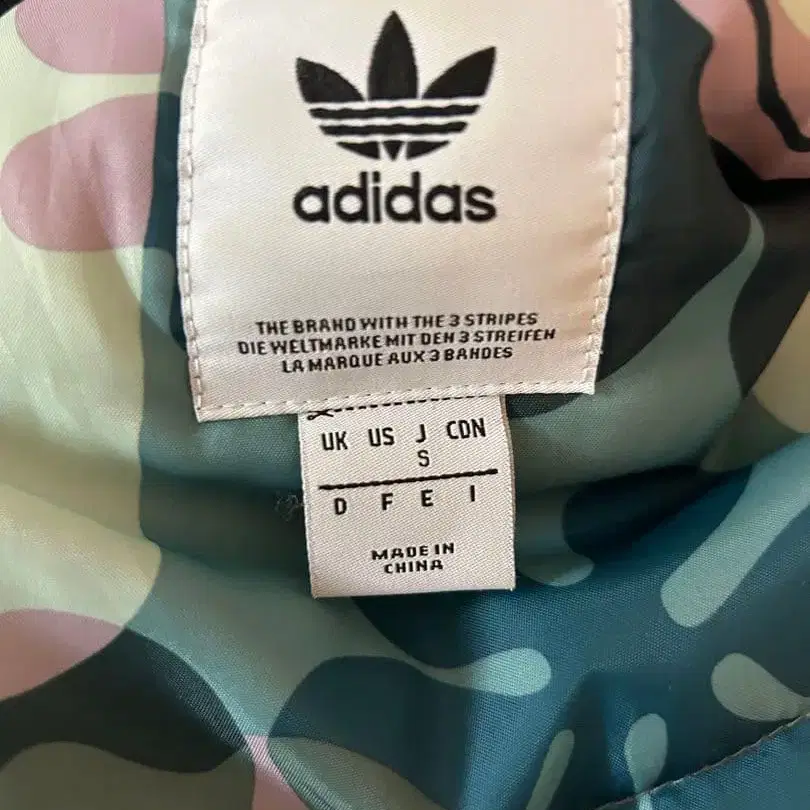 adidas
THE BRAND WITH THE 3 STRIPES
DIE WELTMARKE MIT DEN 3 STREIFEN
LA MARQUE AUX 3 BANDES
UK US J CDN
S
D F E I
MADE IN
CHINA